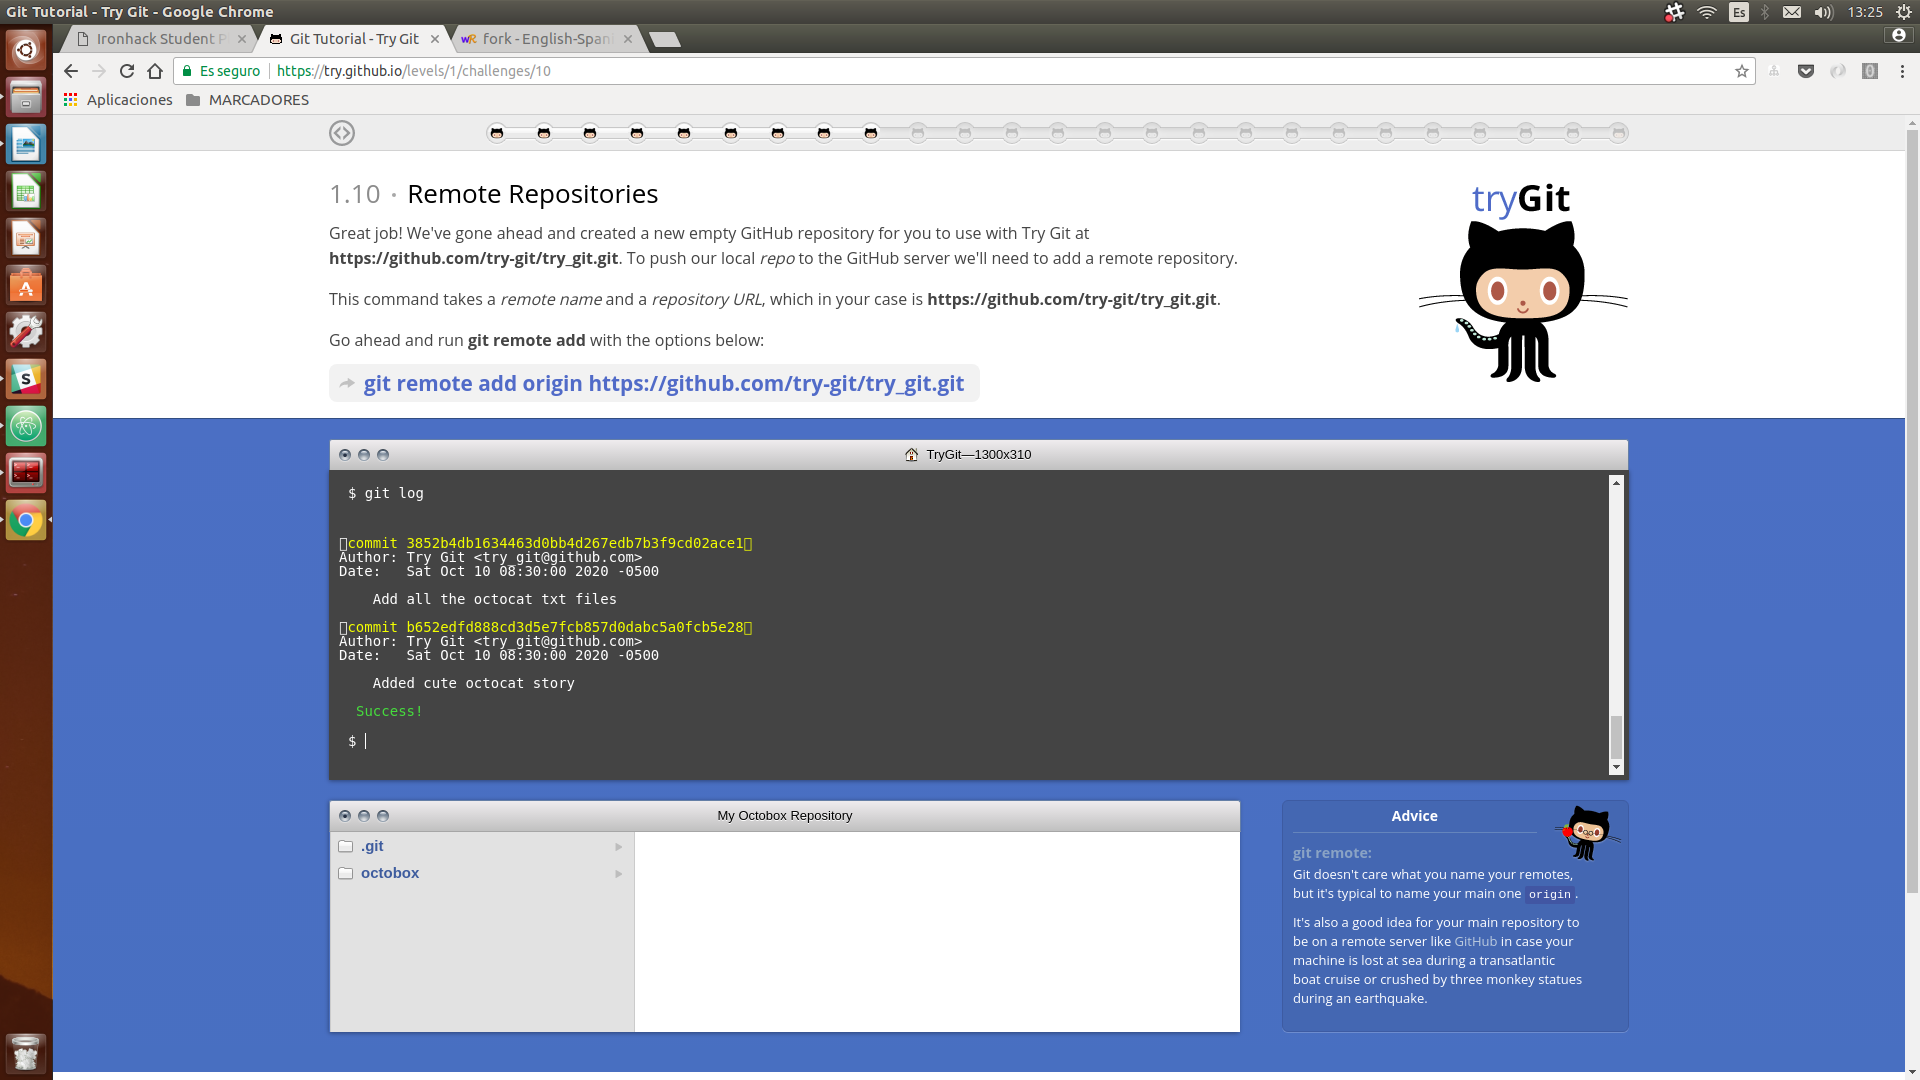 Git Tutorial - Try Git - Google Chrome
Es
13:25
Ironhack Student P
Git Tutorial - Try Git
fork - English-Spani
Es seguro
https://try.github.io/levels/1/challenges/10
Aplicaciones
MARCADORES
1.10 · Remote Repositories
tryGit
Great job! We've gone ahead and created a new empty GitHub repository for you to use with Try Git at
https://github.com/try-git/try_git.git. To push our local repo to the GitHub server we'll need to add a remote repository.
This command takes a remote name and a repository URL, which in your case is https://github.com/try-git/try_git.git.
Go ahead and run git remote add with the options below:
git remote add origin https://github.com/try-git/try_git.git
TryGit—1300x310
$ git log
commit 3852b4db1634463d0bb4d267edb7b3f9cd02ace1
Author: Try Git <try_git@github.com>
Date:   Sat Oct 10 08:30:00 2020 -0500
Add all the octocat txt files
commit b652edfd888cd3d5e7fcb857d0dabc5a0fcb5e28
Author: Try Git <try_git@github.com>
Date:   Sat Oct 10 08:30:00 2020 -0500
Added cute octocat story
Success!
$
My Octobox Repository
.git
octobox
Advice
git remote:
Git doesn't care what you name your remotes,
but it's typical to name your main one origin.
It's also a good idea for your main repository to
be on a remote server like GitHub in case your
machine is lost at sea during a transatlantic
boat cruise or crushed by three monkey statues
during an earthquake.